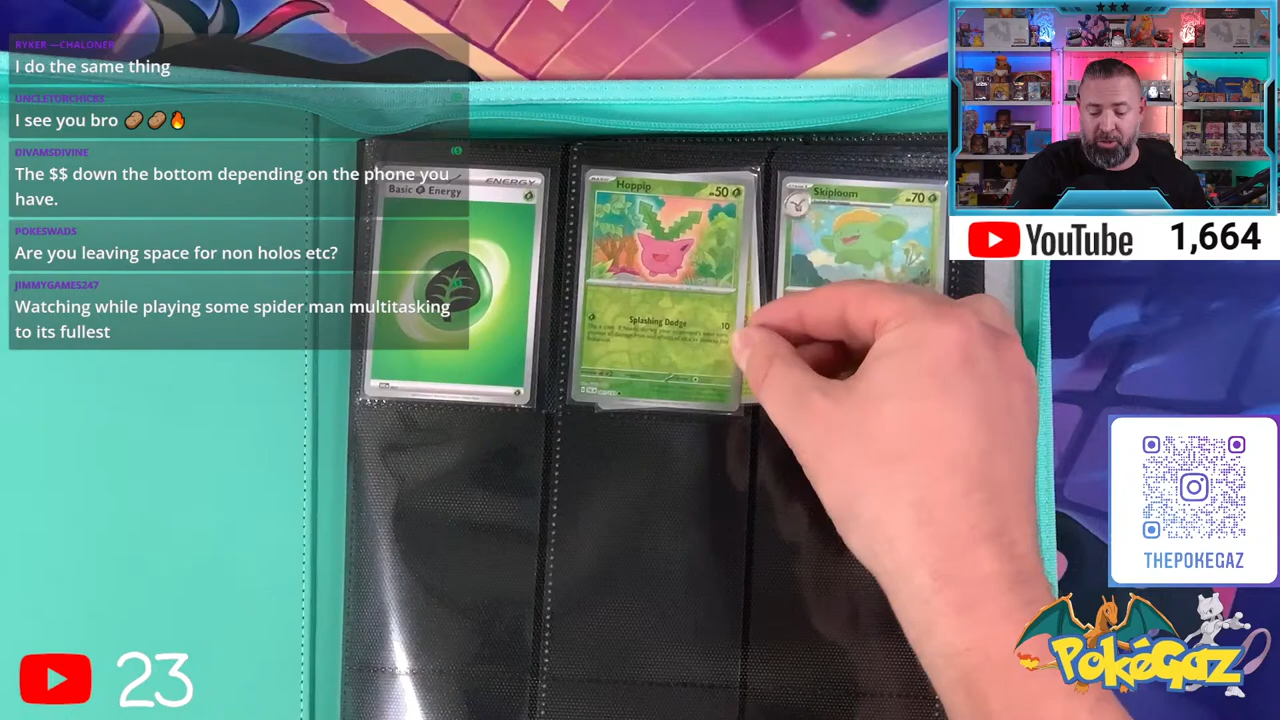 RYKER —CHALONER
I do the same thing
UNCLETORCHICKS
I see you bro 🥔🥔🔥
DIVAMSDIVINE
The $$ down the bottom depending on the phone you
have.
POKESWADS
Are you leaving space for non holos etc?
JIMMYGAMES247
Watching while playing some spider man multitasking
to its fullest
ENERGY
Basic Energy
Hoppip
50
Splashing Dodge 10
Skiploom
70
YouTube 1,664
THEPOKEGAZ
PokéGaz
23